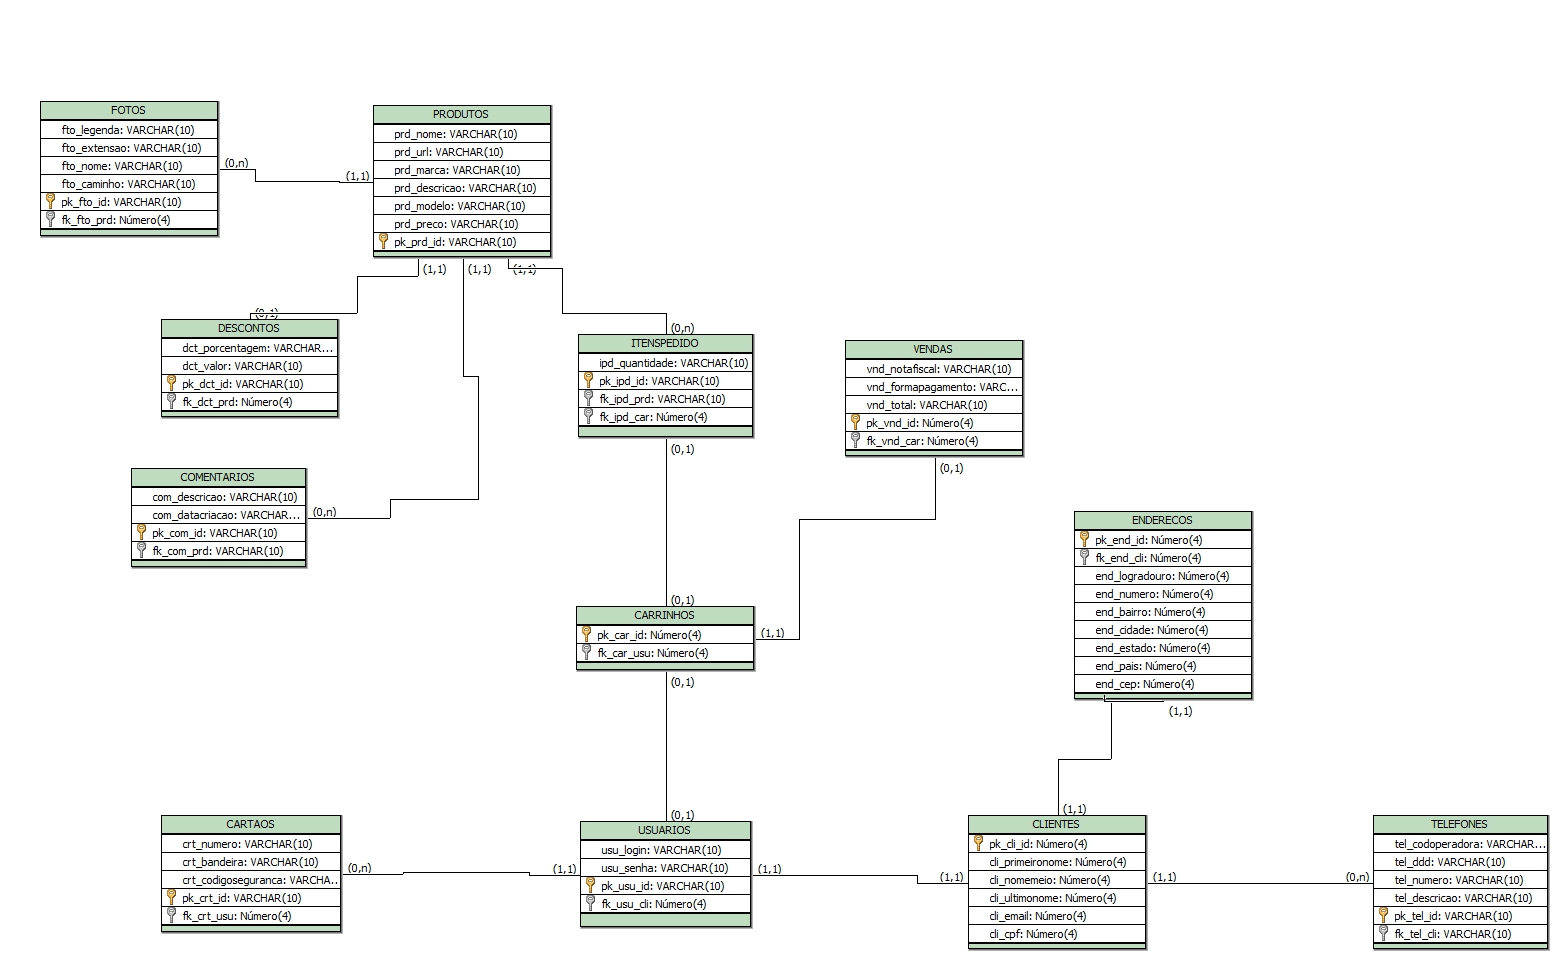 FOTOS
fto_legenda: VARCHAR(10)
fto_extensao: VARCHAR(10)
fto_nome: VARCHAR(10)
fto_caminho: VARCHAR(10)
pk_fto_id: VARCHAR(10)
fk_fto_prd: Número(4)
(0,n)
(1,1)
PRODUTOS
prd_nome: VARCHAR(10)
prd_url: VARCHAR(10)
prd_marca: VARCHAR(10)
prd_descricao: VARCHAR(10)
prd_modelo: VARCHAR(10)
prd_preco: VARCHAR(10)
pk_prd_id: VARCHAR(10)
(1,1)
(1,1)
(1,1)
(0,1)
DESCONTOS
dct_porcentagem: VARCHAR...
dct_valor: VARCHAR(10)
pk_dct_id: VARCHAR(10)
fk_dct_prd: Número(4)
(0,n)
ITENSPEDIDO
ipd_quantidade: VARCHAR(10)
pk_ipd_id: VARCHAR(10)
fk_ipd_prd: VARCHAR(10)
fk_ipd_car: Número(4)
(0,1)
VENDAS
vnd_notafiscal: VARCHAR(10)
vnd_formapagamento: VARC...
vnd_total: VARCHAR(10)
pk_vnd_id: Número(4)
fk_vnd_car: Número(4)
(0,1)
COMENTARIOS
com_descricao: VARCHAR(10)
com_datacriacao: VARCHAR...
pk_com_id: VARCHAR(10)
fk_com_prd: VARCHAR(10)
(0,n)
ENDERECOS
pk_end_id: Número(4)
fk_end_cli: Número(4)
end_logradouro: Número(4)
end_numero: Número(4)
end_bairro: Número(4)
end_cidade: Número(4)
end_estado: Número(4)
end_pais: Número(4)
end_cep: Número(4)
(1,1)
(0,1)
CARRINHOS
pk_car_id: Número(4)
fk_car_usu: Número(4)
(1,1)
(0,1)
CARTAOS
crt_numero: VARCHAR(10)
crt_bandeira: VARCHAR(10)
crt_codigoseguranca: VARCHA..
pk_crt_id: VARCHAR(10)
fk_crt_usu: Número(4)
(0,n)
(1,1)
(0,1)
USUARIOS
usu_login: VARCHAR(10)
usu_senha: VARCHAR(10)
pk_usu_id: VARCHAR(10)
fk_usu_cli: Número(4)
(1,1)
(1,1)
(1,1)
CLIENTES
pk_cli_id: Número(4)
cli_primeironome: Número(4)
cli_nomemeio: Número(4)
cli_ultimonome: Número(4)
cli_email: Número(4)
cli_cpf: Número(4)
(1,1)
(0,n)
TELEFONES
tel_codoperadora: VARCHAR...
tel_ddd: VARCHAR(10)
tel_numero: VARCHAR(10)
tel_descricao: VARCHAR(10)
pk_tel_id: VARCHAR(10)
fk_tel_cli: VARCHAR(10)